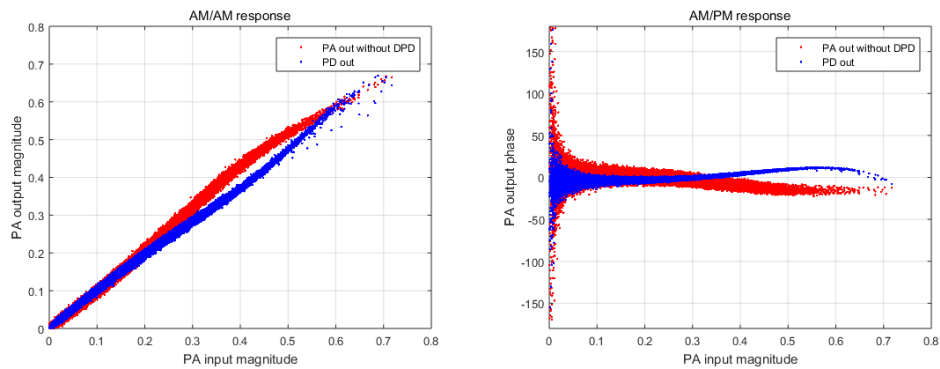 AM/AM response
0.8
0.7
0.6
0.5
0.4
0.3
0.2
0.1
0
PA output magnitude
PA out without DPD
PD out
0 0.1 0.2 0.3 0.4 0.5 0.6 0.7 0.8
PA input magnitude
AM/PM response
150
100
50
0
-50
-100
-150
PA output phase
PA out without DPD
PD out
0 0.1 0.2 0.3 0.4 0.5 0.6 0.7 0.8
PA input magnitude